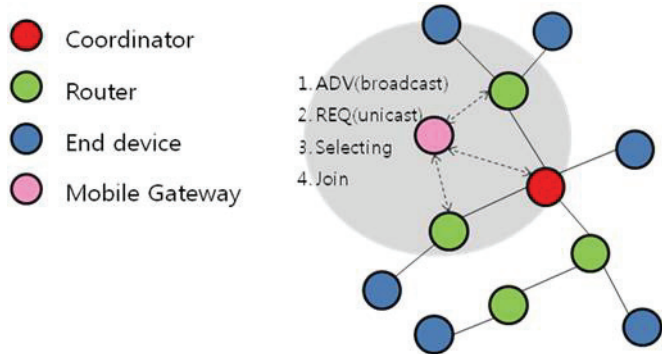 Coordinator
Router
End device
Mobile Gateway
1. ADV(broadcast)
2. REQ(unicast)
3. Selecting
4. Join